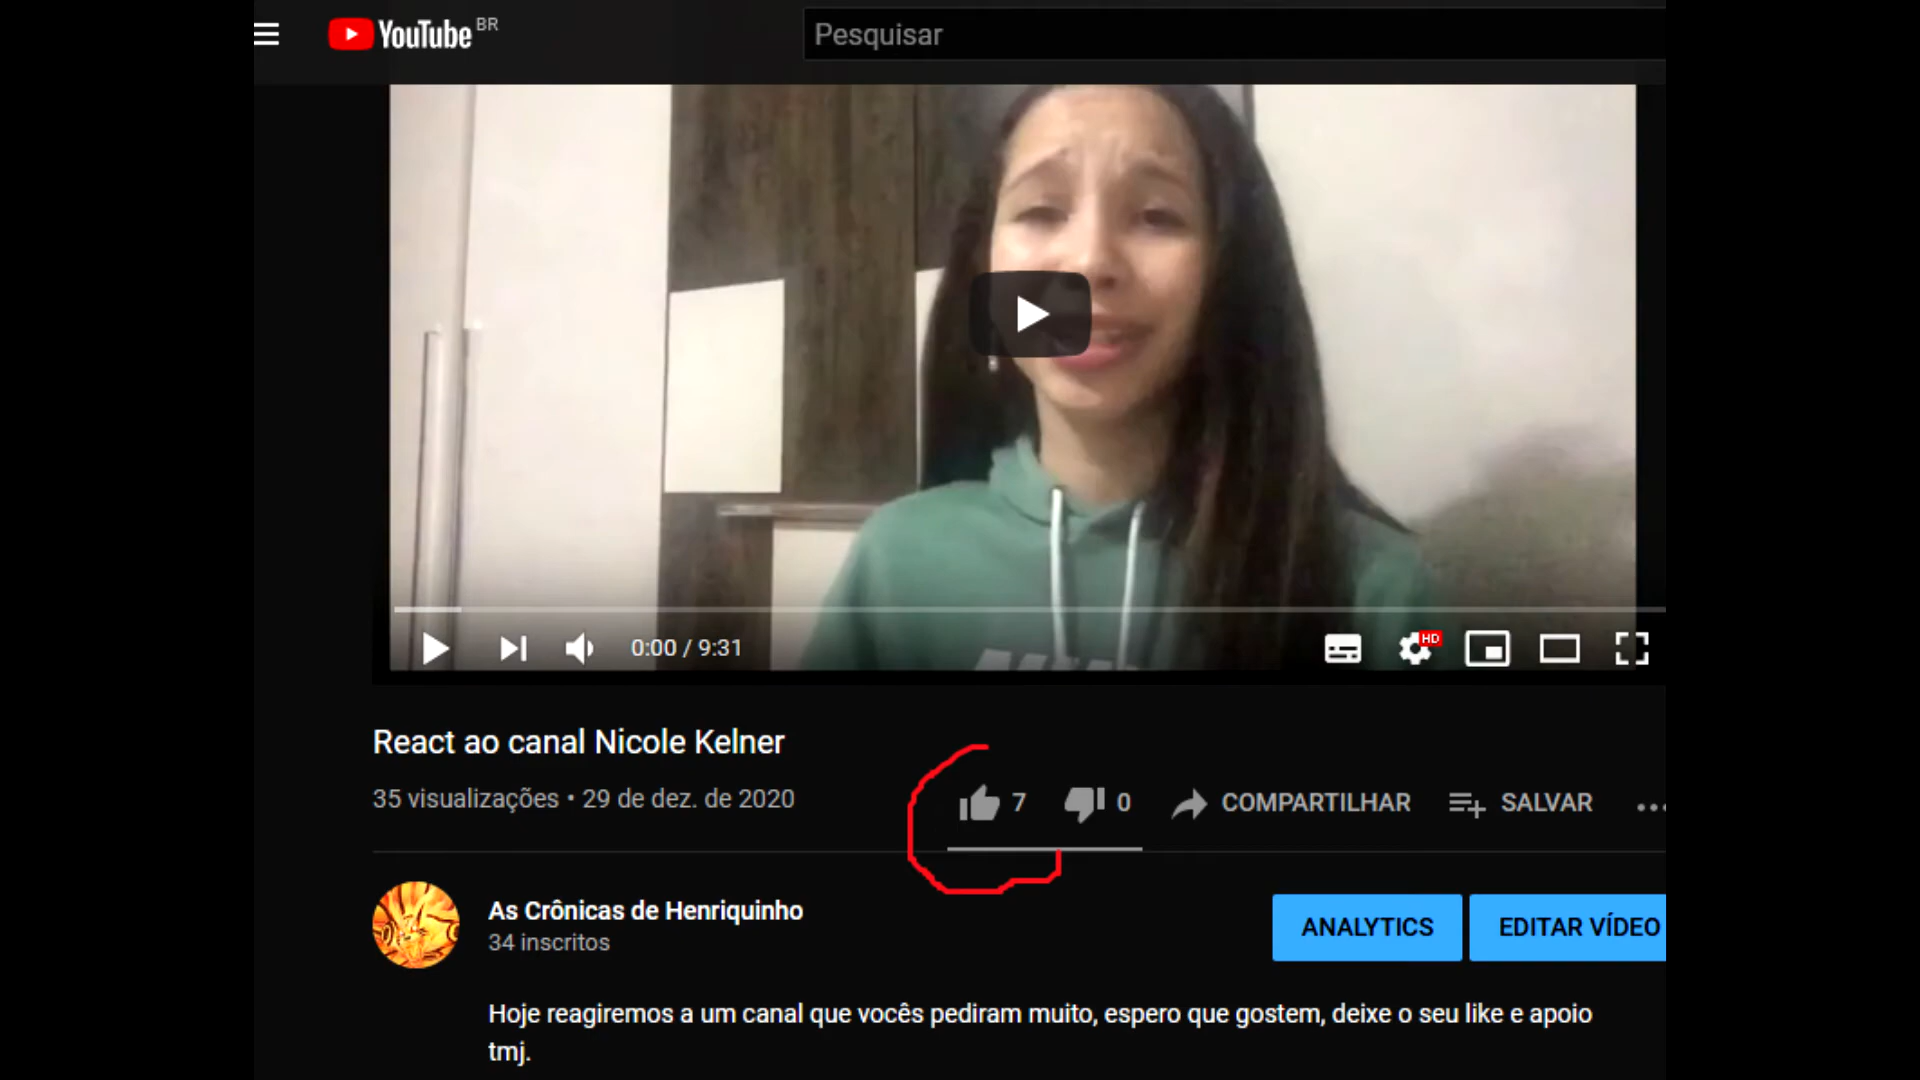 YouTube BR
Pesquisar
0:00 / 9:31
HD
React ao canal Nicole Kelner
35 visualizações • 29 de dez. de 2020
7 0 COMPARTILHAR SALVAR ...
As Crônicas de Henriquinho
34 inscritos
ANALYTICS EDITAR VÍDEO
Hoje reagiremos a um canal que vocês pediram muito, espero que gostem, deixe o seu like e apoio
tmj.